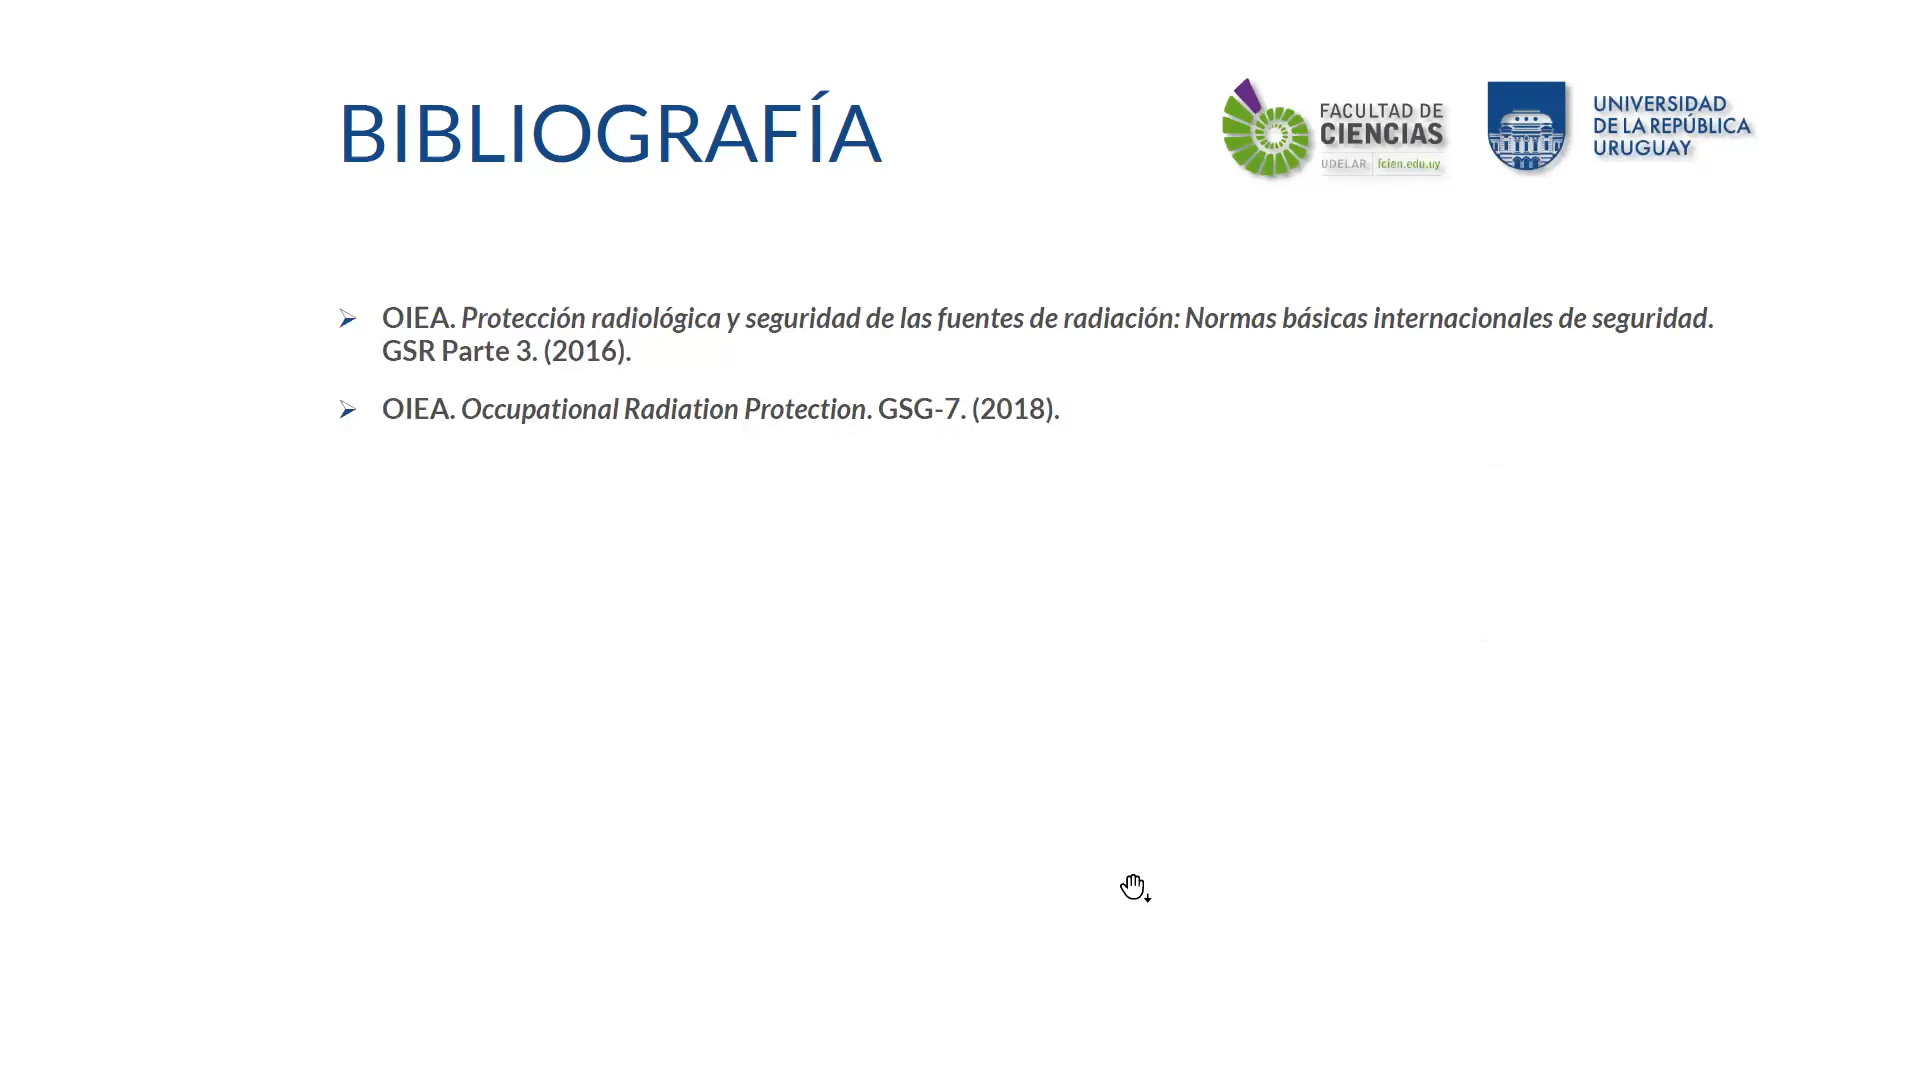 BIBLIOGRAFÍA
FACULTAD DE
CIENCIAS
UDELAR fcien.edu.uy
UNIVERSIDAD
DE LA REPÚBLICA
URUGUAY
OIEA. Protección radiológica y seguridad de las fuentes de radiación: Normas básicas internacionales de seguridad.
GSR Parte 3. (2016).
OIEA. Occupational Radiation Protection. GSG-7. (2018).